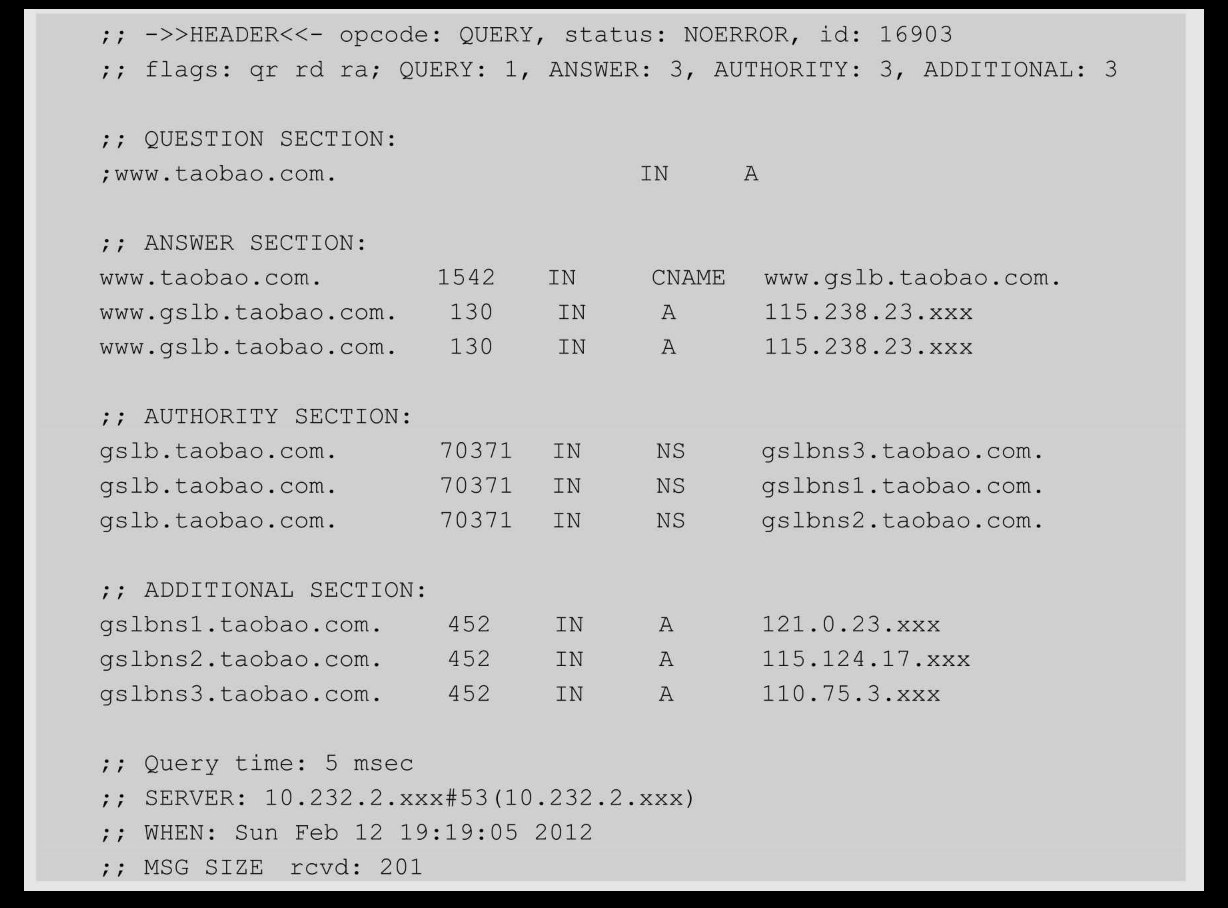 ;; ->>HEADER<<- opcode: QUERY, status: NOERROR, id: 16903
;; flags: qr rd ra; QUERY: 1, ANSWER: 3, AUTHORITY: 3, ADDITIONAL: 3
;; QUESTION SECTION:
;www.taobao.com. IN A
;; ANSWER SECTION:
www.taobao.com. 1542 IN CNAME www.gslb.taobao.com.
www.gslb.taobao.com. 130 IN A 115.238.23.xxx
www.gslb.taobao.com. 130 IN A 115.238.23.xxx
;; AUTHORITY SECTION:
gslb.taobao.com. 70371 IN NS gslbns3.taobao.com.
gslb.taobao.com. 70371 IN NS gslbns1.taobao.com.
gslb.taobao.com. 70371 IN NS gslbns2.taobao.com.
;; ADDITIONAL SECTION:
gslbns1.taobao.com. 452 IN A 121.0.23.xxx
gslbns2.taobao.com. 452 IN A 115.124.17.xxx
gslbns3.taobao.com. 452 IN A 110.75.3.xxx
;; Query time: 5 msec
;; SERVER: 10.232.2.xxx#53(10.232.2.xxx)
;; WHEN: Sun Feb 12 19:19:05 2012
;; MSG SIZE rcvd: 201